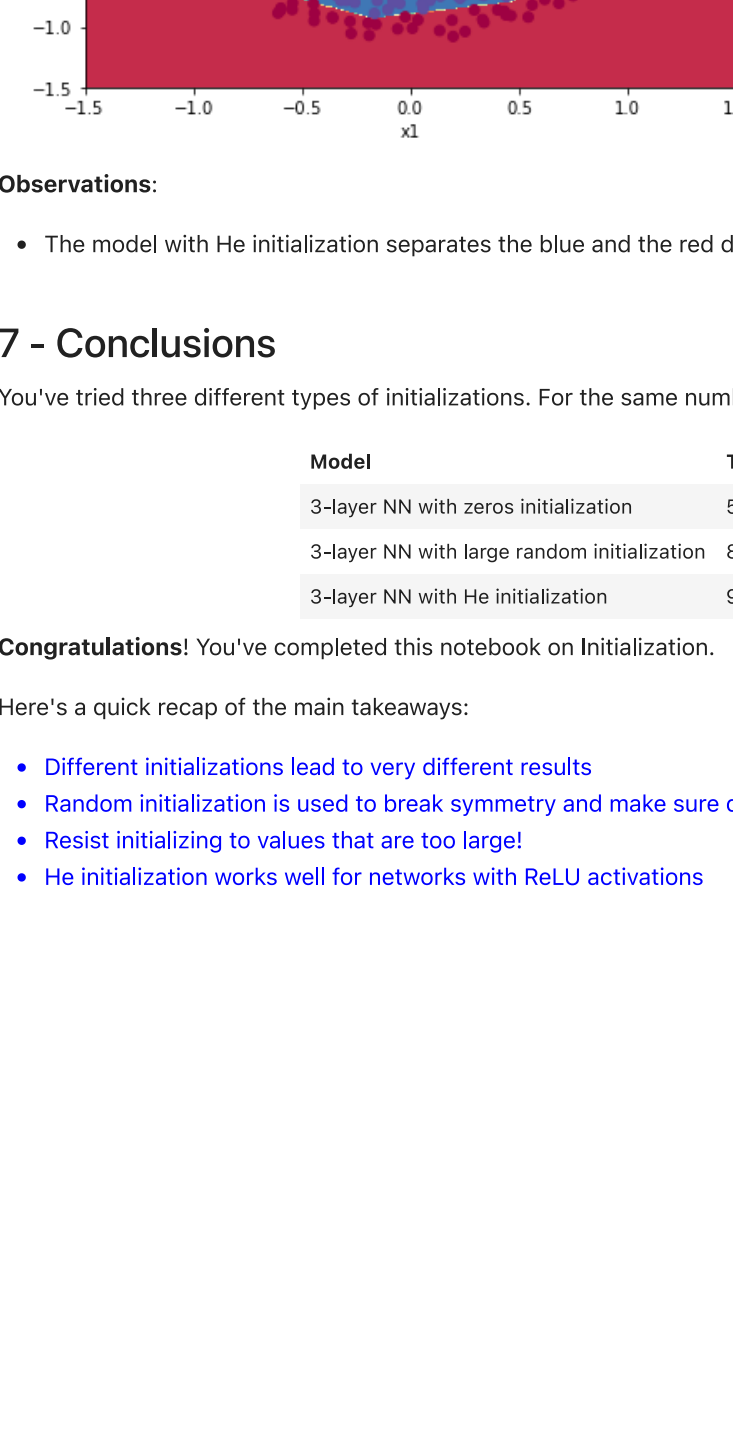 −1.0
−1.5
−1.5 −1.0 −0.5 0.0 0.5 1.0
x1
Observations:
• The model with He initialization separates the blue and the red
7 - Conclusions
You've tried three different types of initializations. For the same
Model
3-layer NN with zeros initialization 5
3-layer NN with large random initialization 8
3-layer NN with He initialization 9
Congratulations! You've completed this notebook on Initialization.
Here's a quick recap of the main takeaways:
• Different initializations lead to very different results
• Random initialization is used to break symmetry and make sure
• Resist initializing to values that are too large!
• He initialization works well for networks with ReLU activations